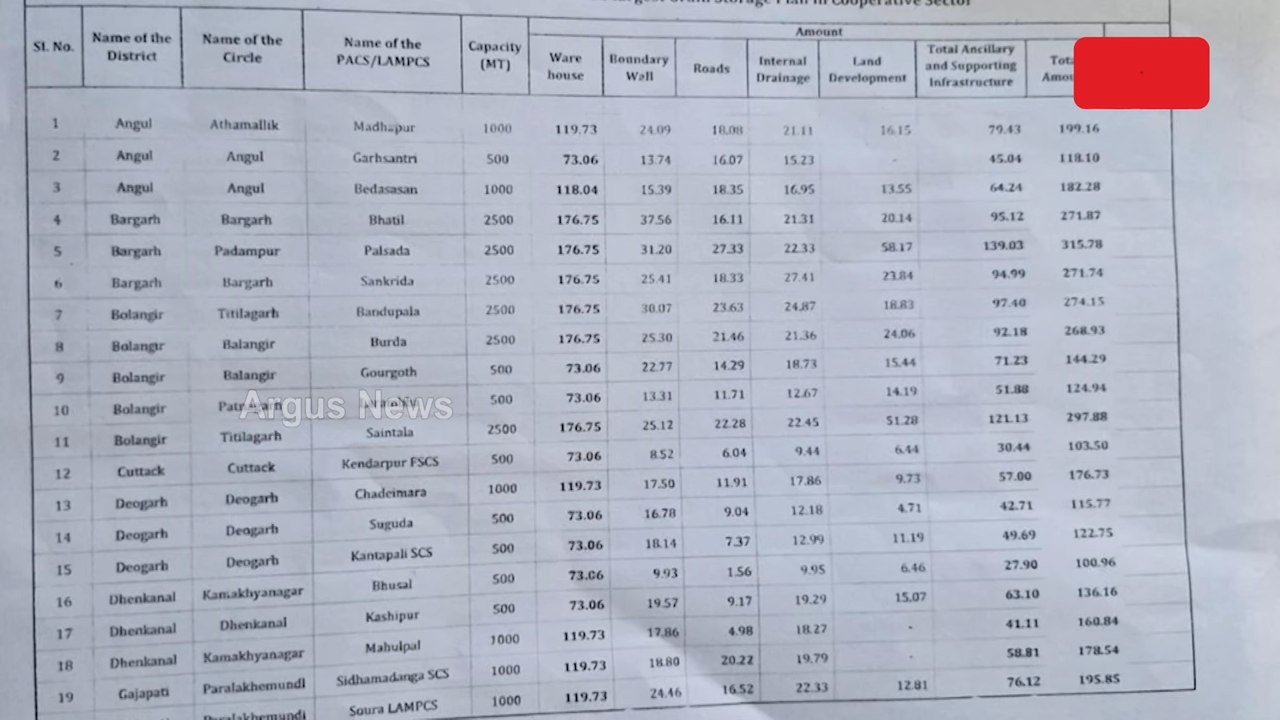 Storage Plan in Cooperative Sector
Sl. No. Name of the District Name of the Circle Name of the PACS/LAMPCS Capacity (MT) Amount
Ware house Boundary Wall Roads Internal Drainage Land Development Total Ancillary and Supporting Infrastructure
1 Angul Athamallik Madhapur 1000 119.73 24.09 18.08 21.11 16.15 79.43 199.16
2 Angul Angul Garhsantri 500 73.06 13.74 16.07 15.23 - 45.04 118.10
3 Angul Angul Bedasasan 1000 118.04 15.39 18.35 16.95 13.55 64.24 182.28
4 Bargarh Bargarh Bhatil 2500 176.75 37.56 16.11 21.31 20.14 95.12 271.87
5 Bargarh Padampur Palsada 2500 176.75 31.20 27.33 22.33 58.17 139.03 315.78
6 Bargarh Bargarh Sankrida 2500 176.75 25.41 18.33 27.41 23.84 94.99 271.74
7 Bolangir Titilagarh Bandupala 2500 176.75 30.07 23.63 24.87 18.83 97.40 274.15
8 Bolangir Balangir Burda 2500 176.75 25.30 21.46 21.36 24.06 92.18 268.93
9 Bolangir Balangir Gourgoth 500 73.06 22.77 14.29 18.73 15.44 71.23 144.29
10 Bolangir 500 73.06 13.31 11.71 12.67 14.19 51.88 124.94
Argus News
11 Bolangir Titilagarh Saintala 2500 176.75 25.12 22.28 22.45 51.28 121.13 297.88
12 Cuttack Cuttack Kendarpur FSCS 500 73.06 8.52 6.04 9.44 6.44 30.44 103.50
13 Deogarh Deogarh Chadeimara 1000 119.73 17.50 11.91 17.86 9.73 57.00 176.73
14 Deogarh Deogarh Suguda 500 73.06 16.78 9.04 12.18 4.71 42.71 115.77
15 Deogarh Deogarh Kantapali SCS 500 73.06 18.14 7.37 12.99 11.19 49.69 122.75
16 Dhenkanal Kamakhyanagar Bhusal 500 73.06 9.93 1.56 9.95 6.46 27.90 100.96
17 Dhenkanal Dhenkanal Kashipur 500 73.06 19.57 9.17 19.29 15.07 63.10 136.16
18 Dhenkanal Kamakhyanagar Mahulpal 1000 119.73 17.86 4.98 18.27 - 41.11 160.84
19 Gajapati Paralakhemundi Sidhamadanga SCS 1000 119.73 18.80 20.22 19.79 - 58.81 178.54
Paralakhemundi Soura LAMPCS 1000 119.73 24.46 16.52 22.33 12.81 76.12 195.85